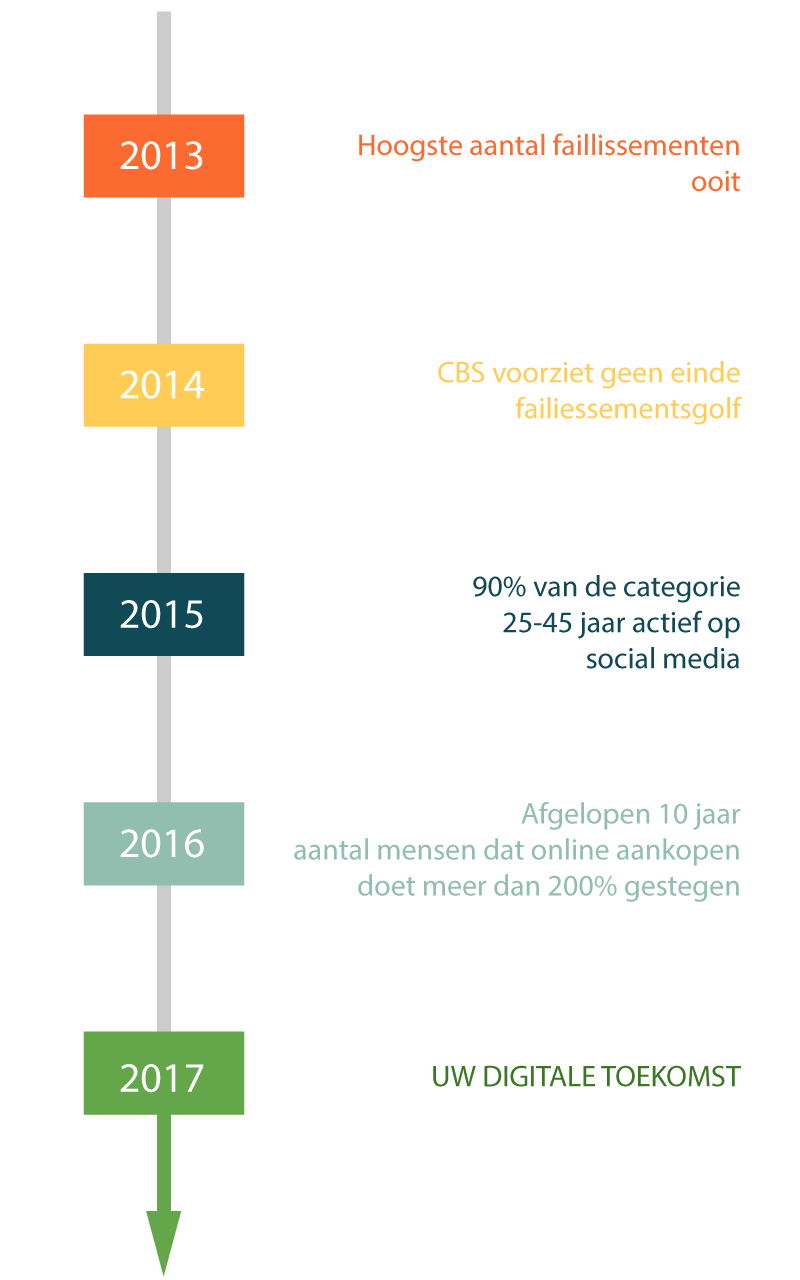 2013
Hoogste aantal faillissementen
ooit
2014
CBS voorziet geen einde
failiessementsgolf
2015
90% van de categorie
25-45 jaar actief op
social media
2016
Afgelopen 10 jaar
aantal mensen dat online aankopen
doet meer dan 200% gestegen
2017
UW DIGITALE TOEKOMST